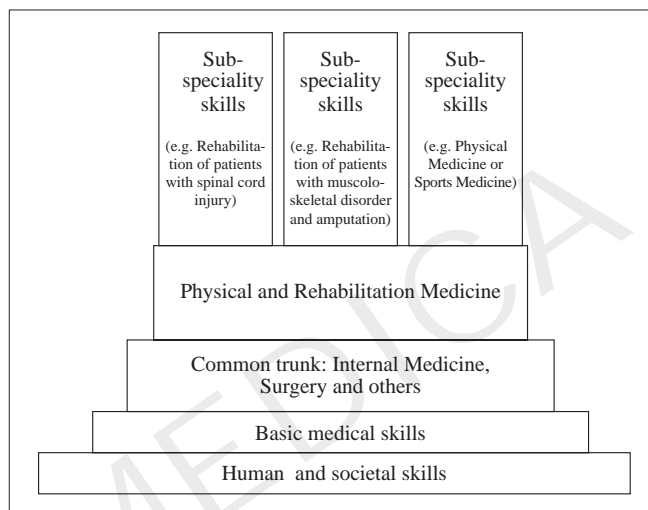 Sub-
speciality
skills
(e.g. Rehabilita-
tion of patients
with spinal cord
injury)
Sub-
speciality
skills
(e.g. Rehabilita-
tion of patients
with muscolo-
skeletal disorder
and amputation)
Sub-
speciality
skills
(e.g. Physical
Medicine or
Sports Medicine)
Physical and Rehabilitation Medicine
Common trunk: Internal Medicine,
Surgery and others
Basic medical skills
Human and societal skills
MEDICA